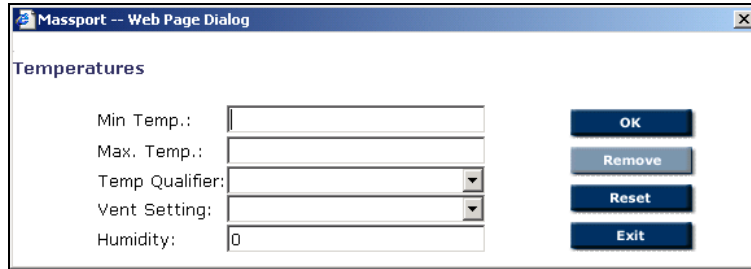 Massport -- Web Page Dialog
Temperatures
Min Temp.:
OK
Max. Temp.:
Remove
Temp Qualifier:
Vent Setting:
Reset
Humidity: 0
Exit